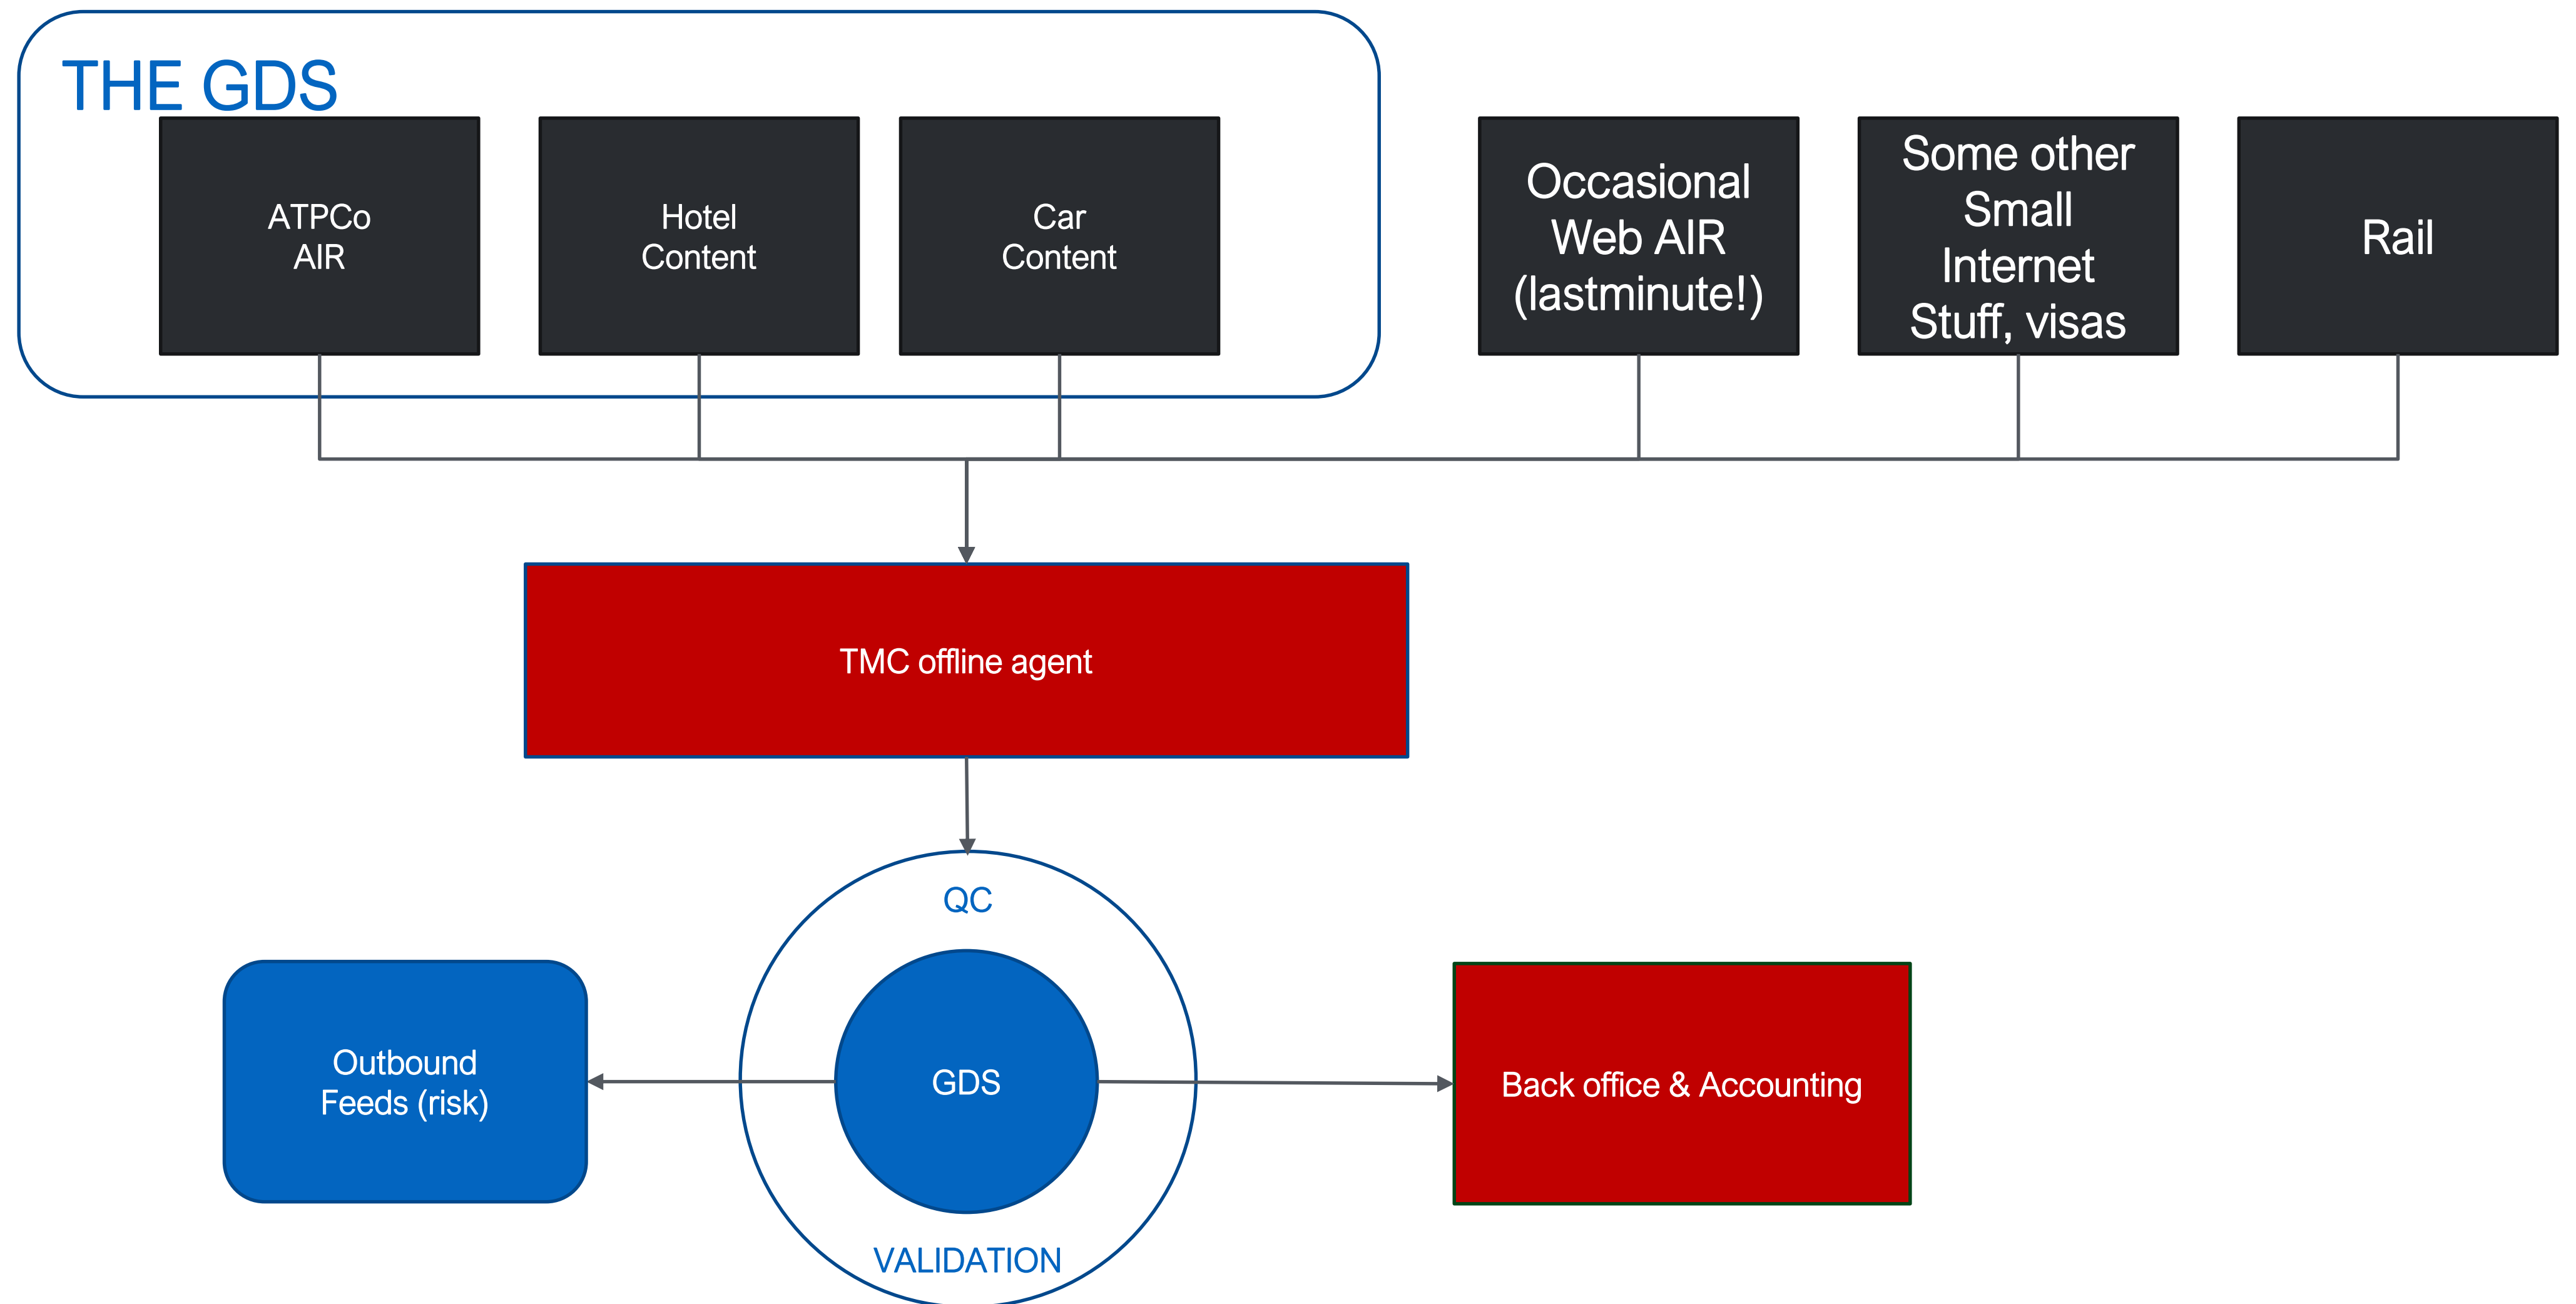 THE GDS
ATPCo
AIR
Hotel
Content
Car
Content
Occasional
Web AIR
(lastminute!)
Some other
Small
Internet
Stuff, visas
Rail
TMC offline agent
QC
GDS
VALIDATION
Outbound
Feeds (risk)
Back office & Accounting